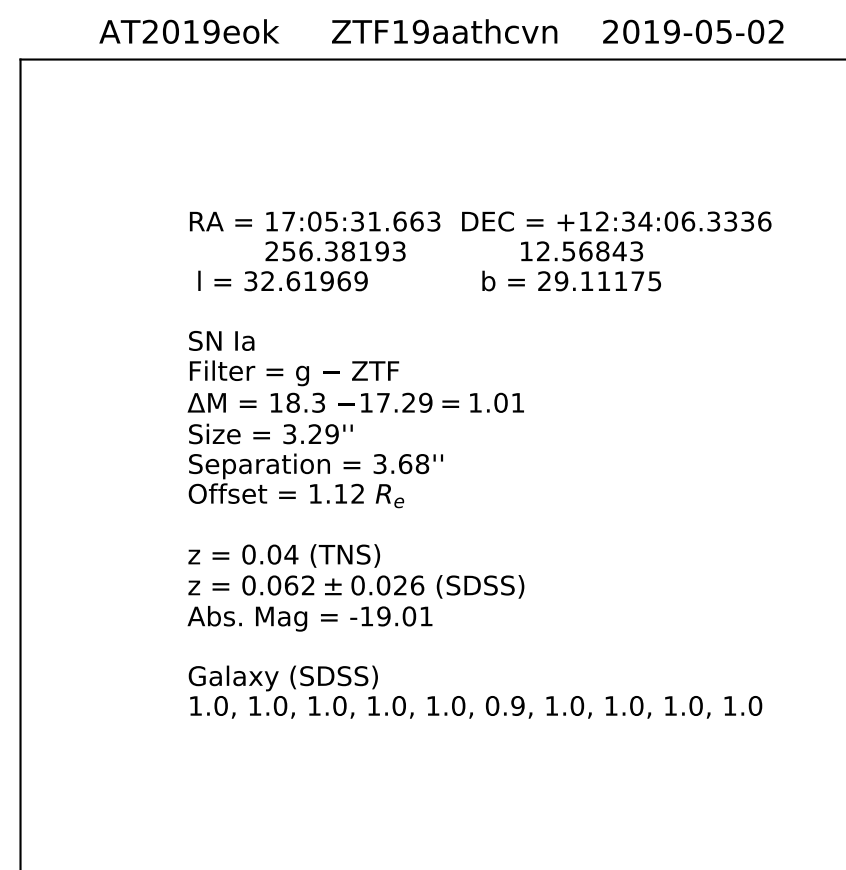 AT2019eok ZTF19aathcvn 2019-05-02
RA = 17:05:31.663 DEC = +12:34:06.3336
256.38193 12.56843
l = 32.61969 b = 29.11175
SN Ia
Filter = g − ZTF
ΔM = 18.3 −17.29 = 1.01
Size = 3.29''
Separation = 3.68''
Offset = 1.12 Rₑ
z = 0.04 (TNS)
z = 0.062 ± 0.026 (SDSS)
Abs. Mag = -19.01
Galaxy (SDSS)
1.0, 1.0, 1.0, 1.0, 1.0, 0.9, 1.0, 1.0, 1.0, 1.0